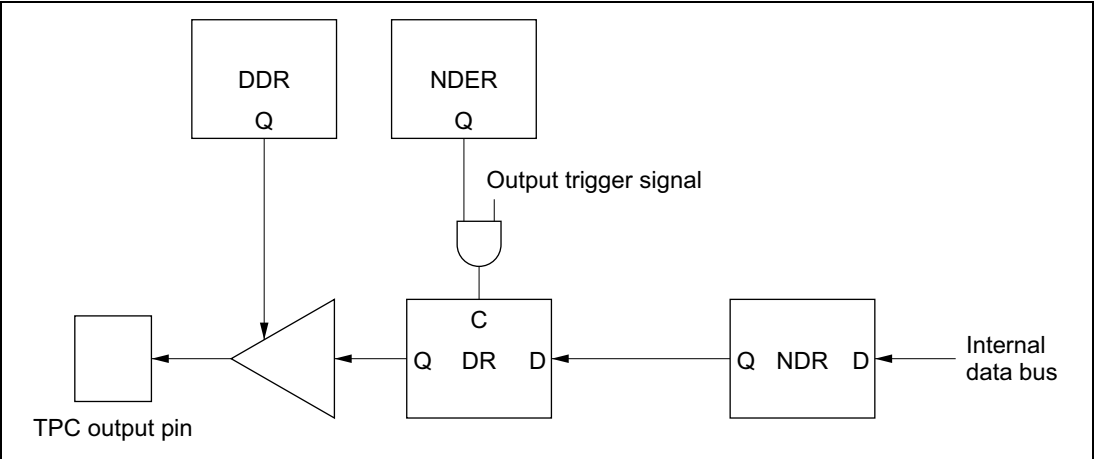 DDR
Q
NDER
Q
Output trigger signal
C
Q DR D
Q NDR D
Internal
data bus
TPC output pin